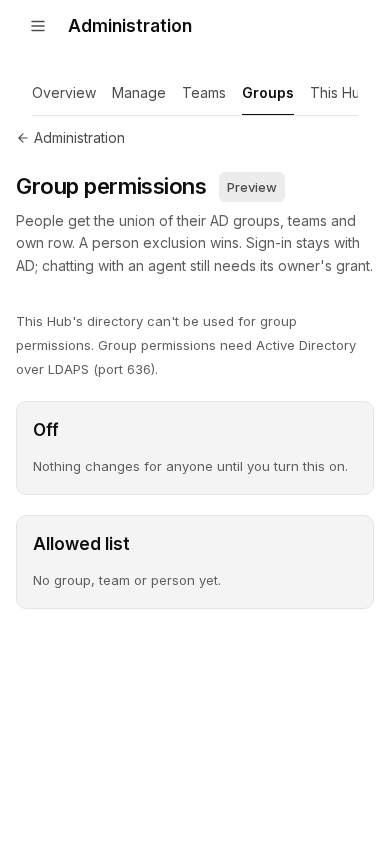 Administration
Overview Manage Teams Groups This Hu
Administration
Group permissions Preview
People get the union of their AD groups, teams and
own row. A person exclusion wins. Sign-in stays with
AD; chatting with an agent still needs its owner's grant.
This Hub's directory can't be used for group
permissions. Group permissions need Active Directory
over LDAPS (port 636).
Off
Nothing changes for anyone until you turn this on.
Allowed list
No group, team or person yet.